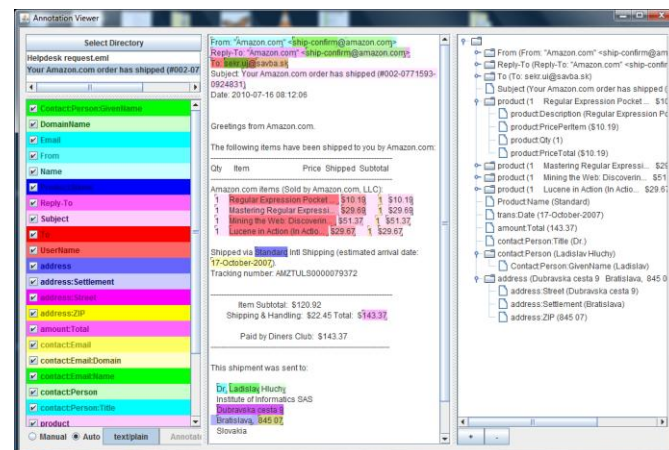 Annotation Viewer
Select Directory
Helpdesk request.eml
Your Amazon.com order has shipped (#002-07
Contact:Person:GivenName
DomainName
Email
From
Name
Reply-To
Subject
To
UserName
address
address:Settlement
address:Street
address:ZIP
amount:Total
contact:Email
contact:Email:Domain
contact:Email:Name
contact:Person
contact:Person:Title
product
Manual Auto text/plain Annotab
From: "Amazon.com" <ship-confirm@amazon.com>
Reply-To: "Amazon.com" <ship-confirm@amazon.com>
To: sekr.uj@savba.sk
Subject: Your Amazon.com order has shipped (#002-0771593-
0924831)
Date: 2010-07-16 08:12:06
Greetings from Amazon.com.
The following items have been shipped to you by Amazon.com:
Qty Item Price Shipped Subtotal
Amazon.com items (Sold by Amazon.com, LLC):
1 Regular Expression Pocket ... $10.19 1 $10.19
1 Mastering Regular Expressi... $29.69 1 $29.69
1 Mining the Web: Discoverin... $51.37 1 $51.37
1 Lucene in Action (In Actio... $29.67 1 $29.67
Shipped via Standard Intl Shipping (estimated arrival date:
17-October-2007).
Tracking number: AMZTULS0000079372
Item Subtotal: $120.92
Shipping & Handling: $22.45 Total: $143.37
Paid by Diners Club: $143.37
This shipment was sent to:
Dr. Ladislav Hluchy
Institute of Informatics SAS
Dubravska cesta 9
Bratislava, 845 07
Slovakia
From (From: "Amazon.com" <ship-confirm@am
Reply-To (Reply-To: "Amazon.com" <ship-confir
To (To: sekr.uj@savba.sk)
Subject (Your Amazon.com order has shipped (
product (1 Regular Expression Pocket ... $10
product:Description (Regular Expression Po
product:PricePerItem ($10.19)
product:Qty (1)
product:PriceTotal ($10.19)
product (1 Mastering Regular Expressi... $29
product (1 Mining the Web: Discoverin... $51
product (1 Lucene in Action (In Actio... $29.67
Product:Name (Standard)
trans:Date (17-October-2007)
amount:Total (143.37)
contact:Person:Title (Dr.)
contact:Person (Ladislav Hluchy)
Contact:Person:GivenName (Ladislav)
address (Dubravska cesta 9 Bratislava, 845 0
address:Street (Dubravska cesta 9)
address:Settlement (Bratislava)
address:ZIP (845 07)
+ -